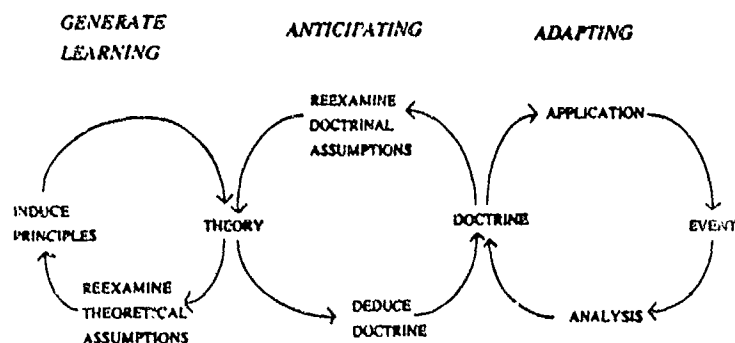 GENERATE
LEARNING
ANTICIPATING
ADAPTING
REEXAMINE
DOCTRINAL
ASSUMPTIONS
APPLICATION
INDUCE
PRINCIPLES
THEORY
DOCTRINE
EVENT
REEXAMINE
THEORETICAL
ASSUMPTIONS
DEDUCE
DOCTRINE
ANALYSIS